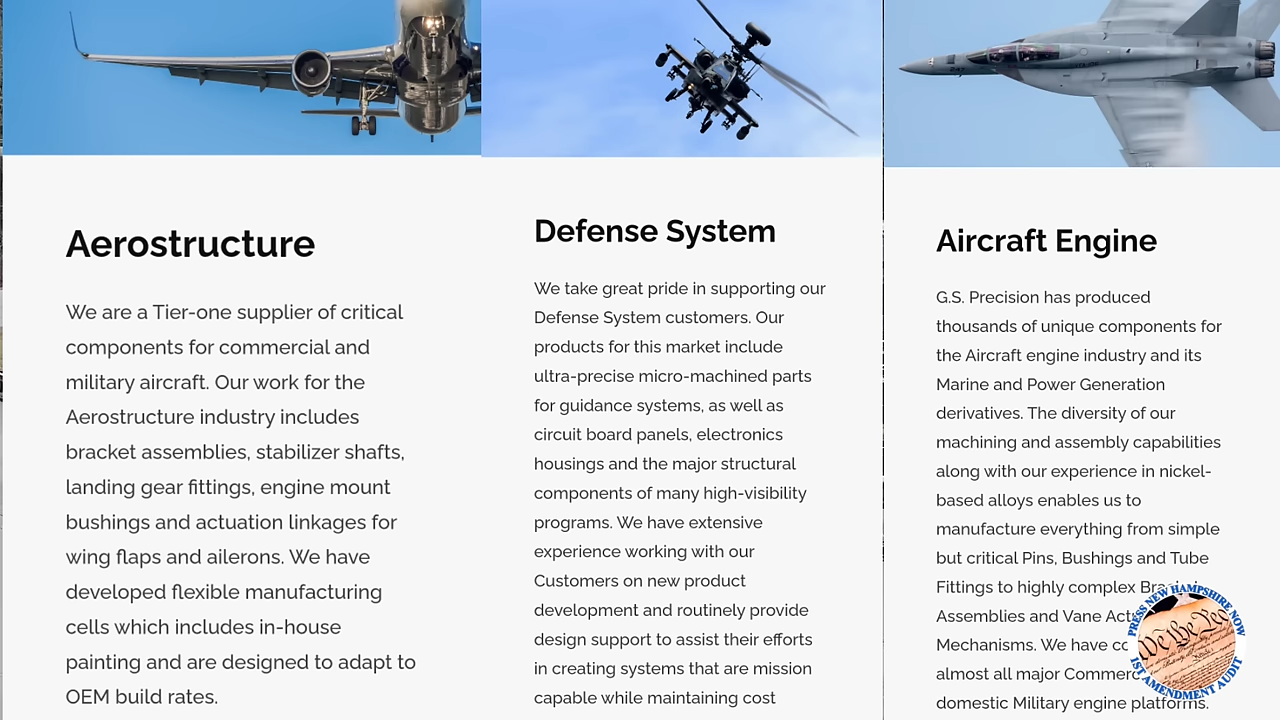 Aerostructure
We are a Tier-one supplier of critical
components for commercial and
military aircraft. Our work for the
Aerostructure industry includes
bracket assemblies, stabilizer shafts,
landing gear fittings, engine mount
bushings and actuation linkages for
wing flaps and ailerons. We have
developed flexible manufacturing
cells which includes in-house
painting and are designed to adapt to
OEM build rates.
Defense System
We take great pride in supporting our
Defense System customers. Our
products for this market include
ultra-precise micro-machined parts
for guidance systems, as well as
circuit board panels, electronics
housings and the major structural
components of many high-visibility
programs. We have extensive
experience working with our
Customers on new product
development and routinely provide
design support to assist their efforts
in creating systems that are mission
capable while maintaining cost
Aircraft Engine
G.S. Precision has produced
thousands of unique components for
the Aircraft engine industry and its
Marine and Power Generation
derivatives. The diversity of our
machining and assembly capabilities
along with our experience in nickel-
based alloys enables us to
manufacture everything from simple
but critical Pins, Bushings and Tube
Fittings to highly complex
Assemblies and Vane
Mechanisms. We have
almost all major
domestic Military engine platforms.
PRESS NEW HAMPSHIRE NOW
We the People
1ST AMENDMENT AUDIT